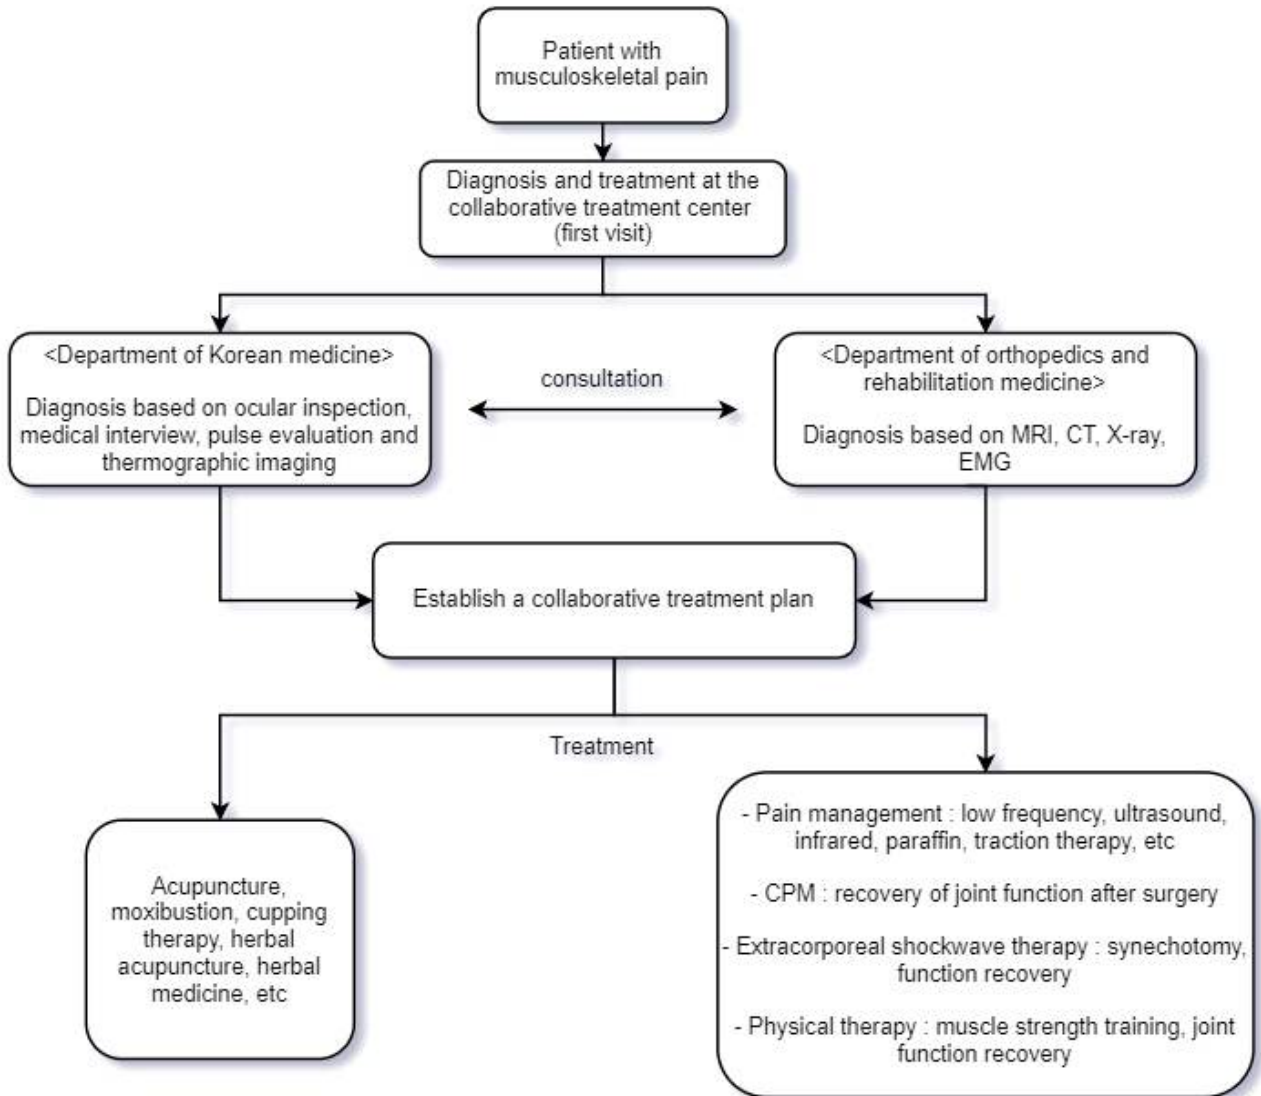 Patient with
musculoskeletal pain
Diagnosis and treatment at the
collaborative treatment center
(first visit)
<Department of Korean medicine>
Diagnosis based on ocular inspection,
medical interview, pulse evaluation and
thermographic imaging
consultation
<Department of orthopedics and
rehabilitation medicine>
Diagnosis based on MRI, CT, X-ray,
EMG
Establish a collaborative treatment plan
Treatment
Acupuncture,
moxibustion, cupping
therapy, herbal
acupuncture, herbal
medicine, etc
- Pain management : low frequency, ultrasound,
infrared, paraffin, traction therapy, etc
- CPM : recovery of joint function after surgery
- Extracorporeal shockwave therapy : synechotomy,
function recovery
- Physical therapy : muscle strength training, joint
function recovery